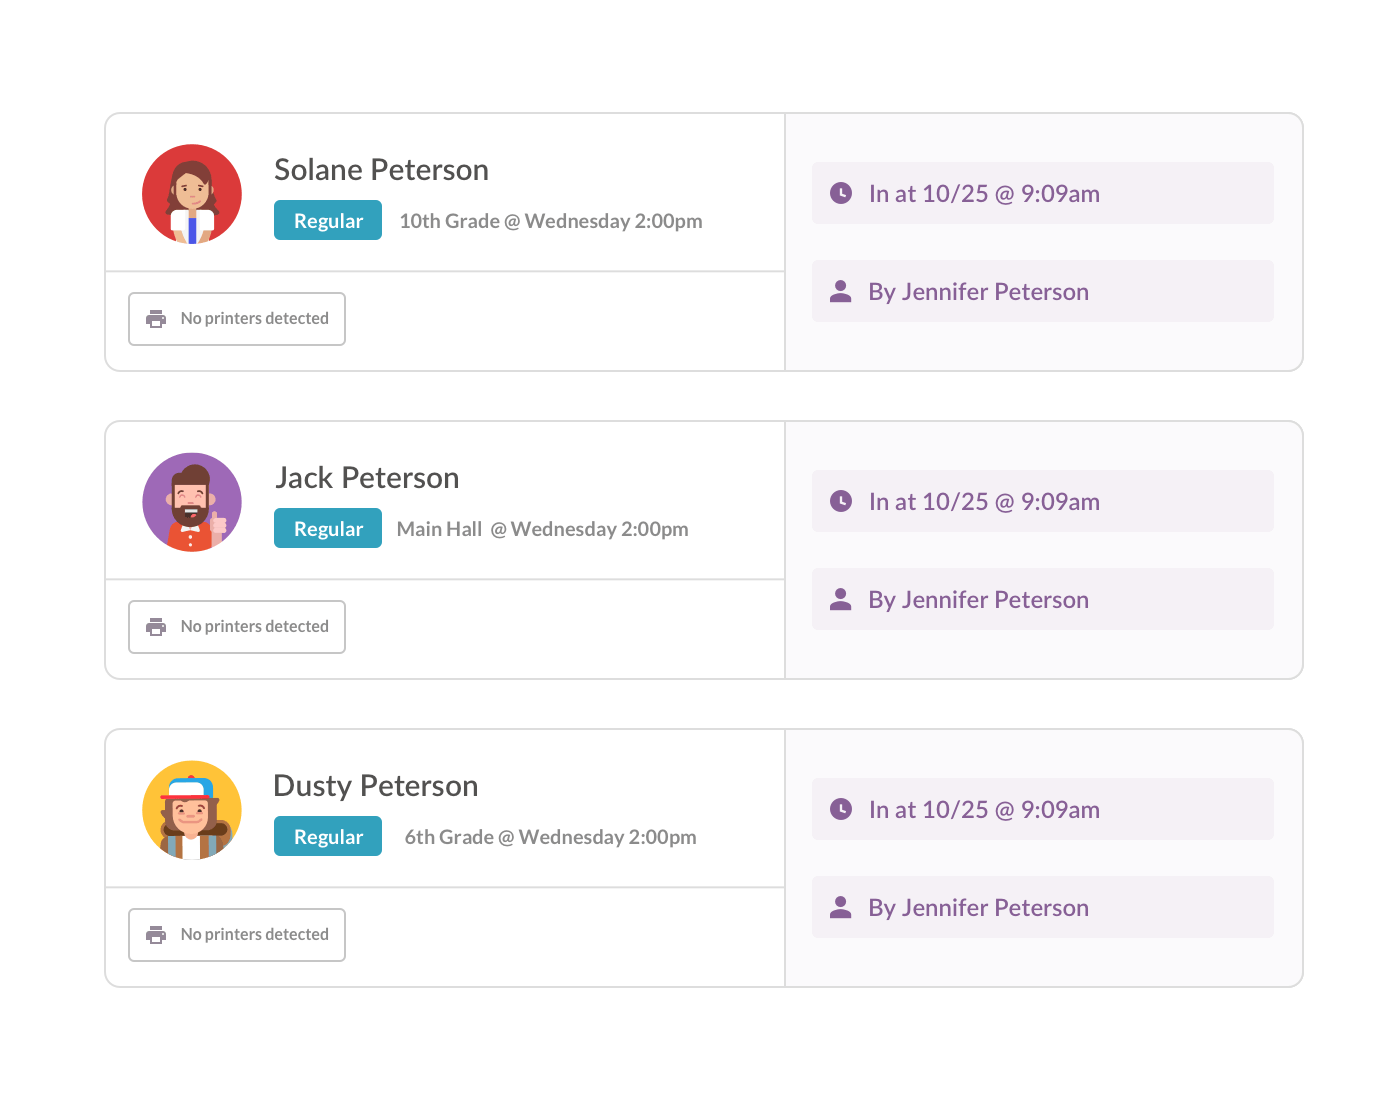 Solane Peterson
Regular 10th Grade @ Wednesday 2:00pm
No printers detected
In at 10/25 @ 9:09am
By Jennifer Peterson
Jack Peterson
Regular Main Hall @ Wednesday 2:00pm
No printers detected
In at 10/25 @ 9:09am
By Jennifer Peterson
Dusty Peterson
Regular 6th Grade @ Wednesday 2:00pm
No printers detected
In at 10/25 @ 9:09am
By Jennifer Peterson